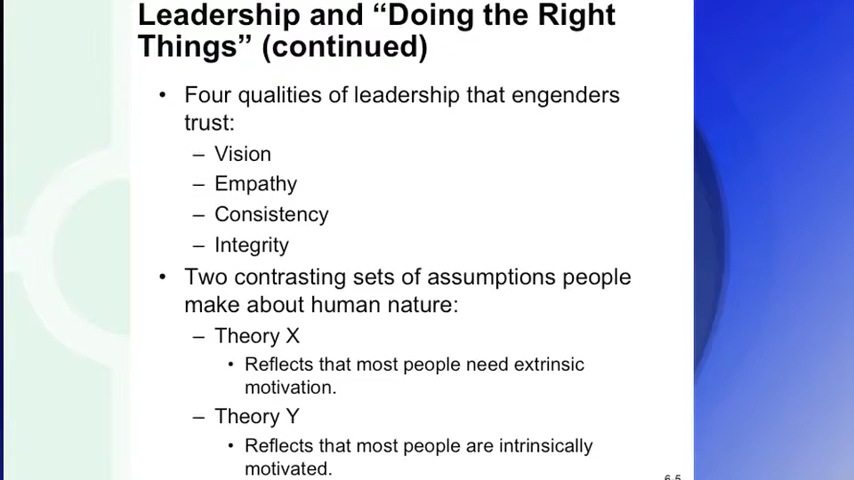 Leadership and “Doing the Right
Things” (continued)
• Four qualities of leadership that engenders
trust:
– Vision
– Empathy
– Consistency
– Integrity
• Two contrasting sets of assumptions people
make about human nature:
– Theory X
• Reflects that most people need extrinsic
motivation.
– Theory Y
• Reflects that most people are intrinsically
motivated.
6-5